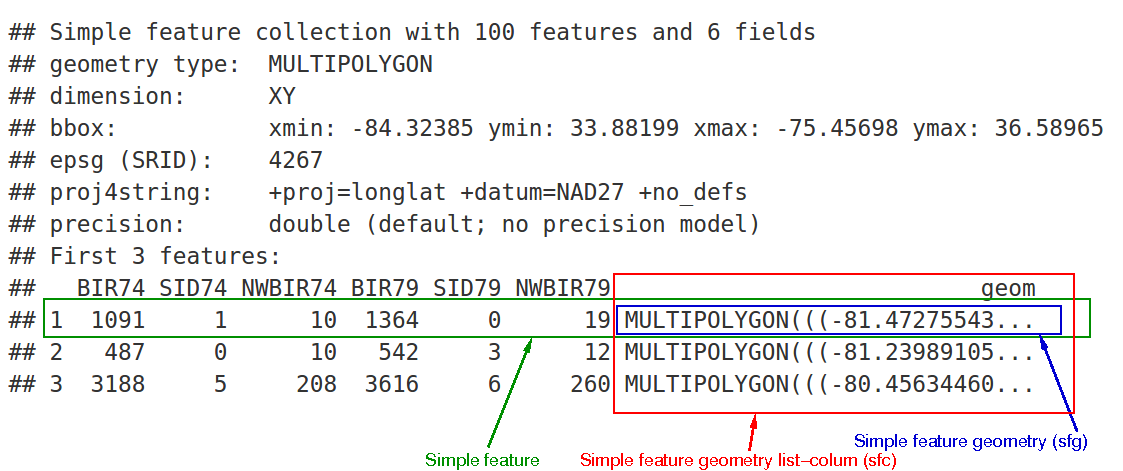 ## Simple feature collection with 100 features and 6 fields
## geometry type:  MULTIPOLYGON
## dimension:      XY
## bbox:           xmin: -84.32385 ymin: 33.88199 xmax: -75.45698 ymax: 36.58965
## epsg (SRID):    4267
## proj4string:    +proj=longlat +datum=NAD27 +no_defs
## precision:      double (default; no precision model)
## First 3 features:
##   BIR74 SID74 NWBIR74 BIR79 SID79 NWBIR79                           geom
## 1  1091     1      10  1364     0      19 MULTIPOLYGON(((-81.47275543...
## 2   487     0      10   542     3      12 MULTIPOLYGON(((-81.23989105...
## 3  3188     5     208  3616     6     260 MULTIPOLYGON(((-80.45634460...
Simple feature geometry (sfg)
Simple feature
Simple feature geometry list–colum (sfc)